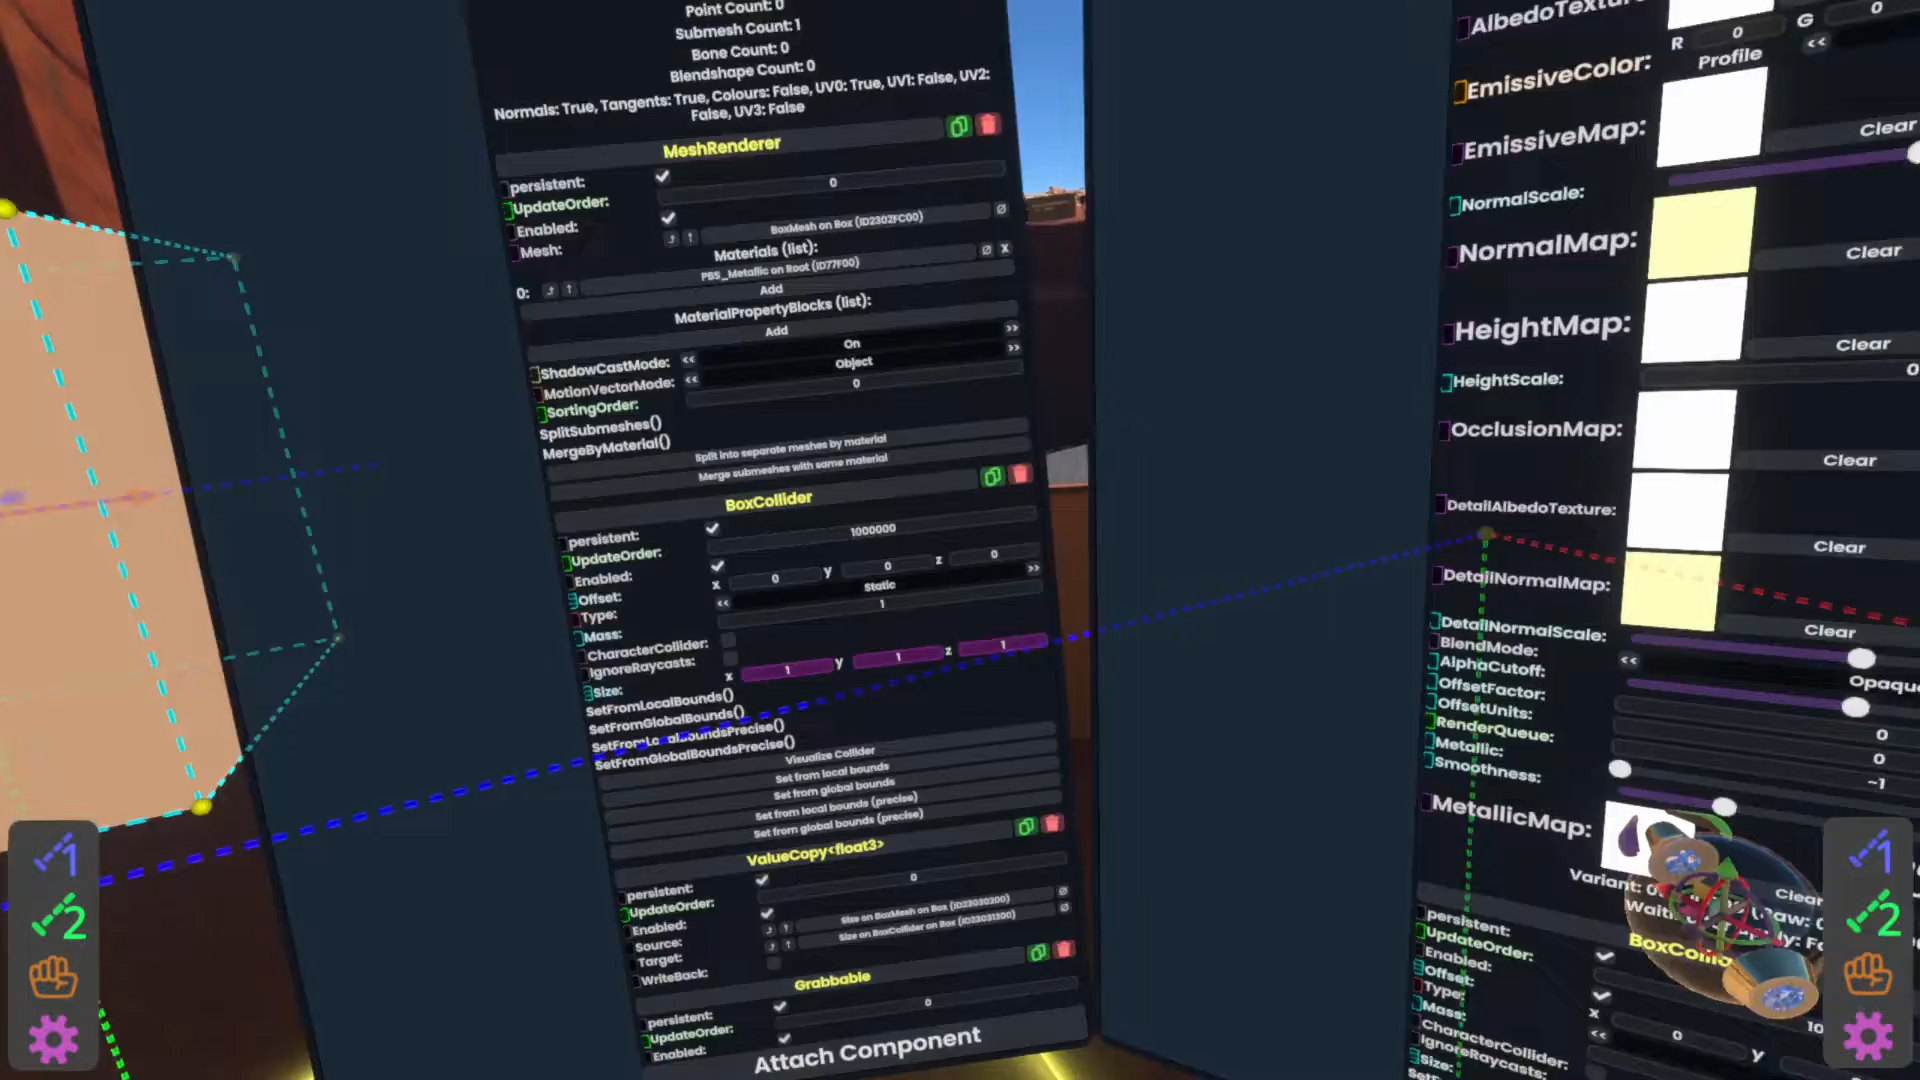 Point Count: 0
Submesh Count: 1
Bone Count: 0
Blendshape Count: 0
Normals: True, Tangents: True, Colours: False, UV0: True, UV1: False, UV2:
False, UV3: False
MeshRenderer
persistent:
UpdateOrder: 0
Enabled:
Mesh: BoxMesh on Box (ID2302FC00)
Materials (list):
0: PBS_Metallic on Root (ID77F00)
Add
MaterialPropertyBlocks (list):
Add
ShadowCastMode: << On >>
MotionVectorMode: << Object >>
SortingOrder: 0
SplitSubmeshes()
MergeByMaterial()
Split into separate meshes by material
Merge submeshes with same material
BoxCollider
persistent:
UpdateOrder: 1000000
Enabled:
Offset: x 0 y 0 z 0
Type: << Static >>
Mass: 1
CharacterCollider:
IgnoreRaycasts:
Size: x 1 y 1 z 1
SetFromLocalBounds()
SetFromGlobalBounds()
SetFromLocalBoundsPrecise()
SetFromGlobalBoundsPrecise()
Visualize Collider
Set from local bounds
Set from global bounds
Set from local bounds (precise)
Set from global bounds (precise)
ValueCopy<float3>
persistent:
UpdateOrder: 0
Enabled:
Source: Size on BoxMesh on Box (ID23030200)
Target: Size on BoxCollider on Box (ID23031300)
WriteBack:
Grabbable
persistent:
UpdateOrder: 0
Enabled:
Attach Component
AlbedoTexture:
R 0 G 0
<<
EmissiveColor: Profile
EmissiveMap: Clear
NormalScale:
NormalMap: Clear
HeightMap: Clear
HeightScale: 0
OcclusionMap: Clear
DetailAlbedoTexture: Clear
DetailNormalMap: Clear
DetailNormalScale:
BlendMode: << Opaque
AlphaCutoff:
OffsetFactor: 0
OffsetUnits: 0
RenderQueue: -1
Metallic:
Smoothness:
MetallicMap: Clear
Variant:
BoxColli
persistent:
UpdateOrder: 10
Enabled:
Offset: x 0 y
Type: <<
Mass:
CharacterCollider:
IgnoreRaycasts:
Size:
1
2
1
2